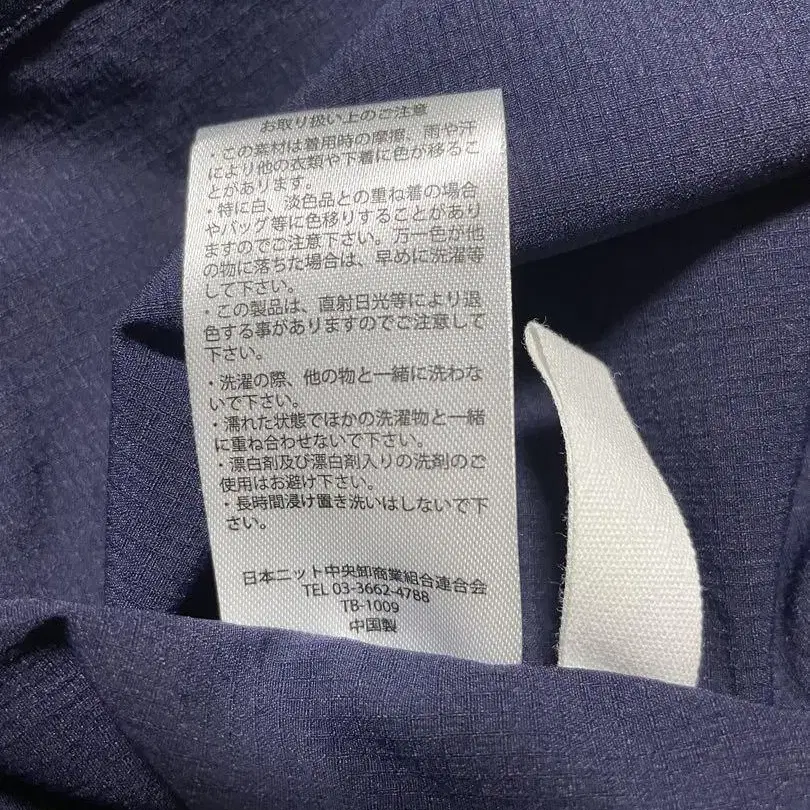 お取り扱い上のご注意
・この素材は着用時の摩擦、雨や汗
により他の衣類や下着に色が移るこ
とがあります。
・特に白、淡色品との重ね着の場合
やバッグ等に色移りすることがあり
ますのでご注意下さい。万一色が他
の物に落ちた場合は、早めに洗濯等
して下さい。
・この製品は、直射日光等により退
色する事がありますのでご注意して
下さい。
・洗濯の際、他の物と一緒に洗わな
いで下さい。
・濡れた状態でほかの洗濯物と一緒
に重ね合わせないで下さい。
・漂白剤及び漂白剤入りの洗剤のご
使用はお避け下さい。
・長時間浸け置き洗いはしないで下
さい。
日本ニット中央卸商業組合連合会
TEL 03-3662-4788
TB-1009
中国製